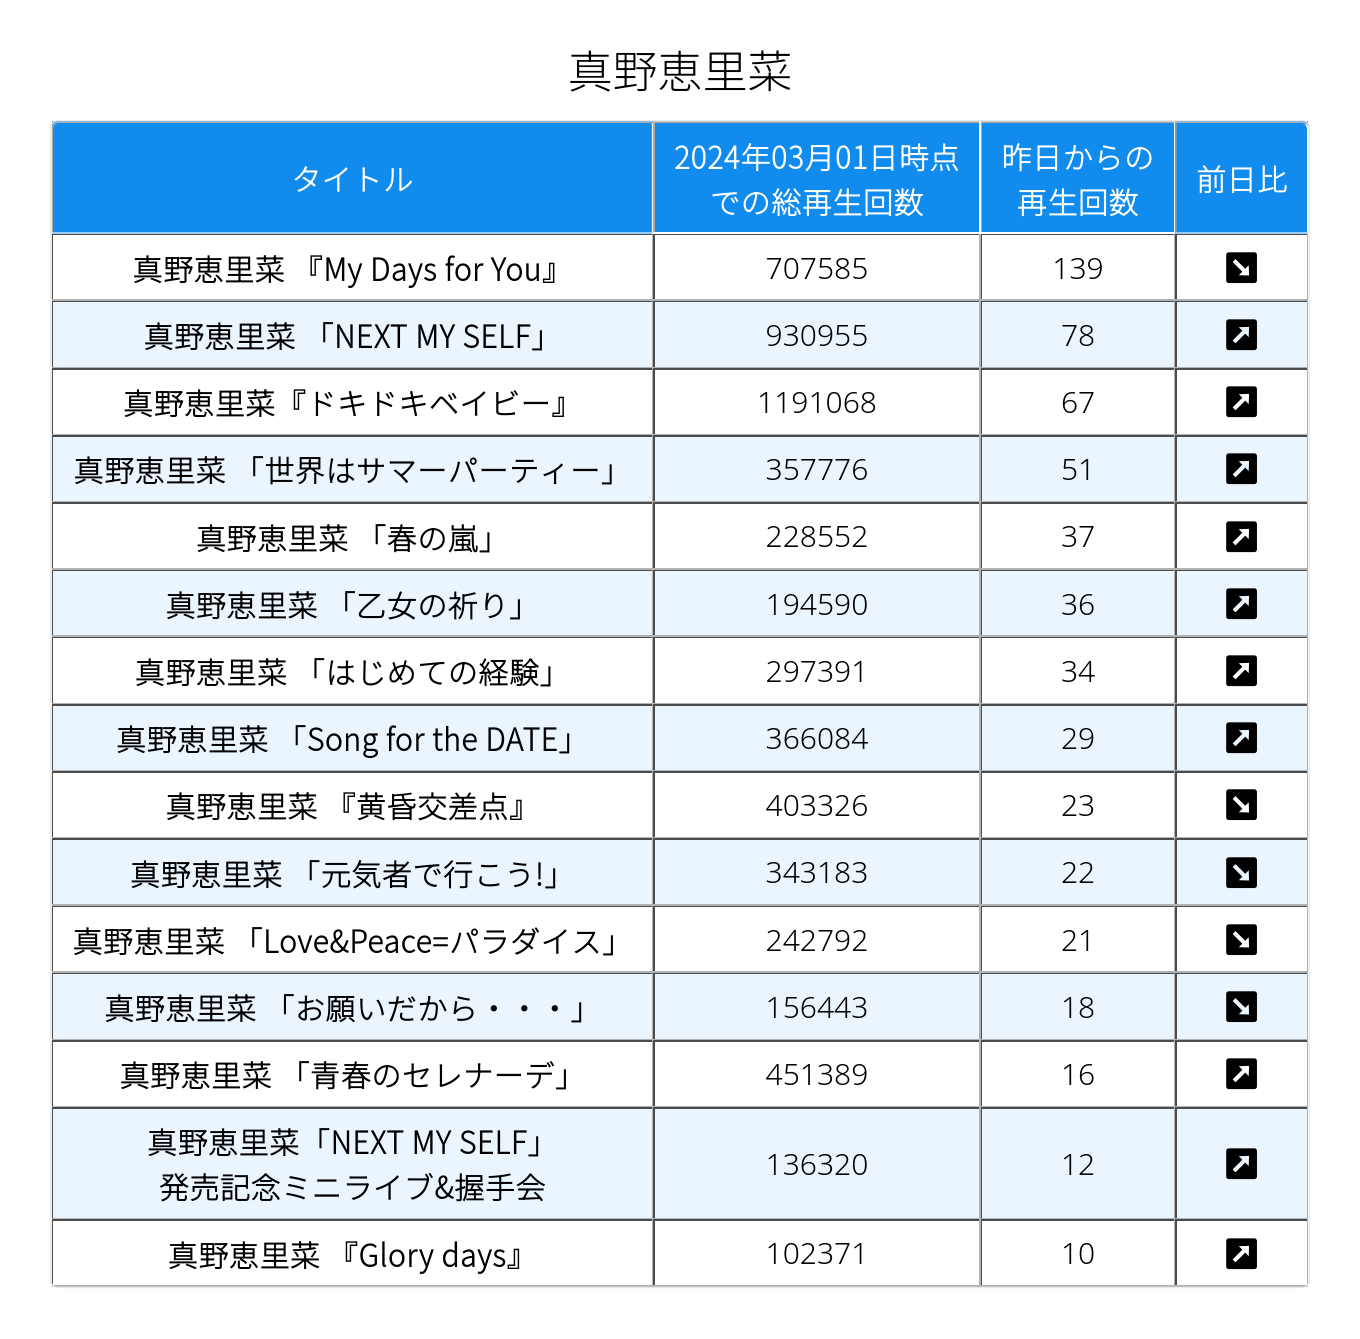 真野恵里菜
タイトル 2024年03月01日時点での総再生回数 昨日からの再生回数 前日比
真野恵里菜 『My Days for You』 707585 139 ↘
真野恵里菜 「NEXT MY SELF」 930955 78 ↗
真野恵里菜『ドキドキベイビー』 1191068 67 ↗
真野恵里菜 「世界はサマーパーティー」 357776 51 ↗
真野恵里菜 「春の嵐」 228552 37 ↗
真野恵里菜 「乙女の祈り」 194590 36 ↗
真野恵里菜 「はじめての経験」 297391 34 ↗
真野恵里菜 「Song for the DATE」 366084 29 ↗
真野恵里菜 『黄昏交差点』 403326 23 ↘
真野恵里菜 「元気者で行こう!」 343183 22 ↘
真野恵里菜 「Love&Peace=パラダイス」 242792 21 ↘
真野恵里菜 「お願いだから・・・」 156443 18 ↘
真野恵里菜 「青春のセレナーデ」 451389 16 ↗
真野恵里菜「NEXT MY SELF」
発売記念ミニライブ&握手会 136320 12 ↗
真野恵里菜 『Glory days』 102371 10 ↗